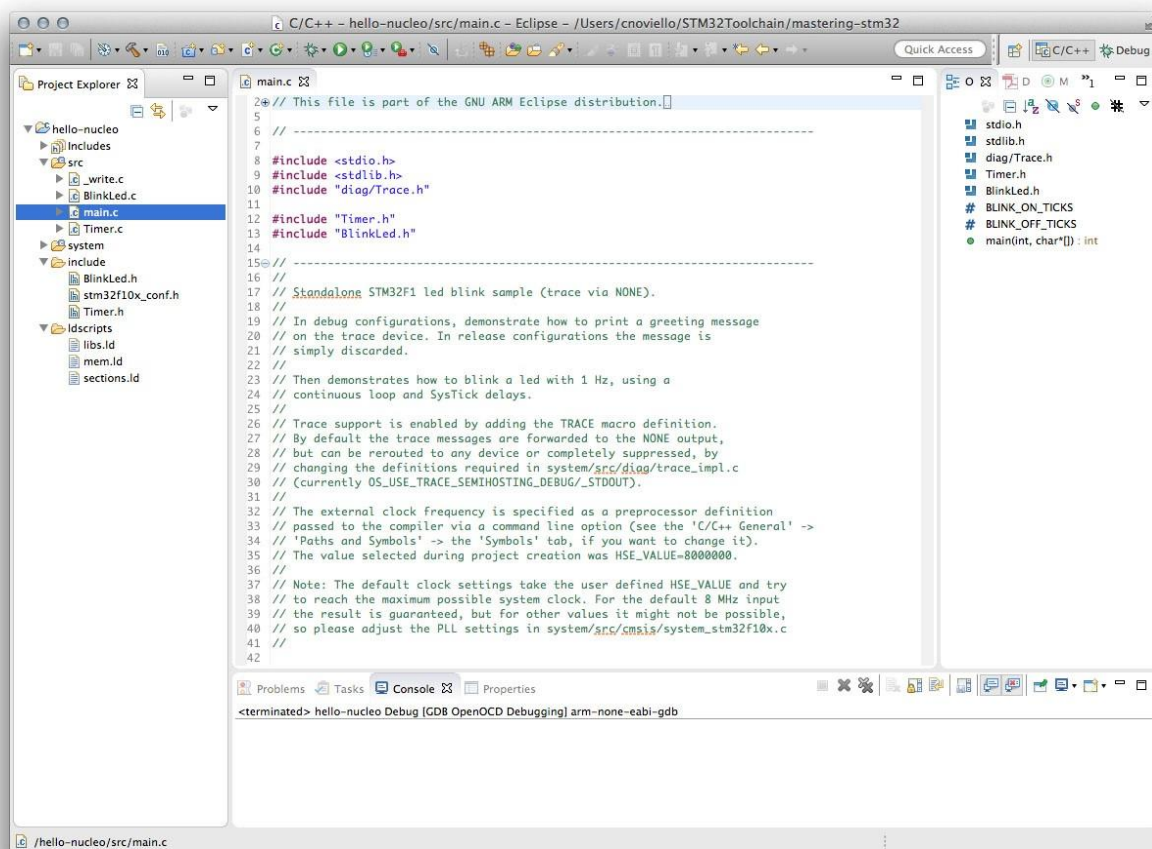 C/C++ - hello-nucleo/src/main.c - Eclipse - /Users/cnoviello/STM32Toolchain/mastering-stm32
Quick Access
C/C++
Debug
Project Explorer
hello-nucleo
Includes
src
_write.c
BlinkLed.c
main.c
Timer.c
system
include
BlinkLed.h
stm32f10x_conf.h
Timer.h
ldscripts
libs.ld
mem.ld
sections.ld
main.c
2 // This file is part of the GNU ARM Eclipse distribution.
5
6 // ----------------------------------------------------------------------------
7
8 #include <stdio.h>
9 #include <stdlib.h>
10 #include "diag/Trace.h"
11
12 #include "Timer.h"
13 #include "BlinkLed.h"
14
15 // ----------------------------------------------------------------------------
16 //
17 // Standalone STM32F1 led blink sample (trace via NONE).
18 //
19 // In debug configurations, demonstrate how to print a greeting message
20 // on the trace device. In release configurations the message is
21 // simply discarded.
22 //
23 // Then demonstrates how to blink a led with 1 Hz, using a
24 // continuous loop and SysTick delays.
25 //
26 // Trace support is enabled by adding the TRACE macro definition.
27 // By default the trace messages are forwarded to the NONE output,
28 // but can be rerouted to any device or completely suppressed, by
29 // changing the definitions required in system/src/diag/trace_impl.c
30 // (currently OS_USE_TRACE_SEMIHOSTING_DEBUG/_STDOUT).
31 //
32 // The external clock frequency is specified as a preprocessor definition
33 // passed to the compiler via a command line option (see the 'C/C++ General' ->
34 // 'Paths and Symbols' -> the 'Symbols' tab, if you want to change it).
35 // The value selected during project creation was HSE_VALUE=8000000.
36 //
37 // Note: The default clock settings take the user defined HSE_VALUE and try
38 // to reach the maximum possible system clock. For the default 8 MHz input
39 // the result is guaranteed, but for other values it might not be possible,
40 // so please adjust the PLL settings in system/src/cmsis/system_stm32f10x.c
41 //
42
O D M »1
stdio.h
stdlib.h
diag/Trace.h
Timer.h
BlinkLed.h
# BLINK_ON_TICKS
# BLINK_OFF_TICKS
main(int, char*[]) : int
Problems Tasks Console Properties
<terminated> hello-nucleo Debug [GDB OpenOCD Debugging] arm-none-eabi-gdb
/hello-nucleo/src/main.c